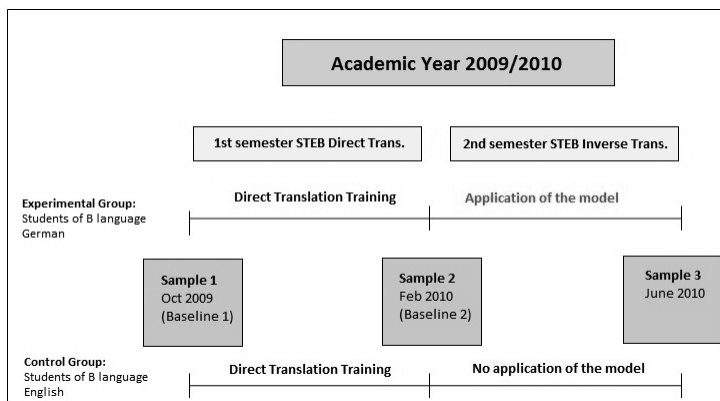 Academic Year 2009/2010
1st semester STEB Direct Trans.
2nd semester STEB Inverse Trans.
Experimental Group:
Students of B language
German
Direct Translation Training
Application of the model
Sample 1
Oct 2009
(Baseline 1)
Sample 2
Feb 2010
(Baseline 2)
Sample 3
June 2010
Control Group:
Students of B language
English
Direct Translation Training
No application of the model